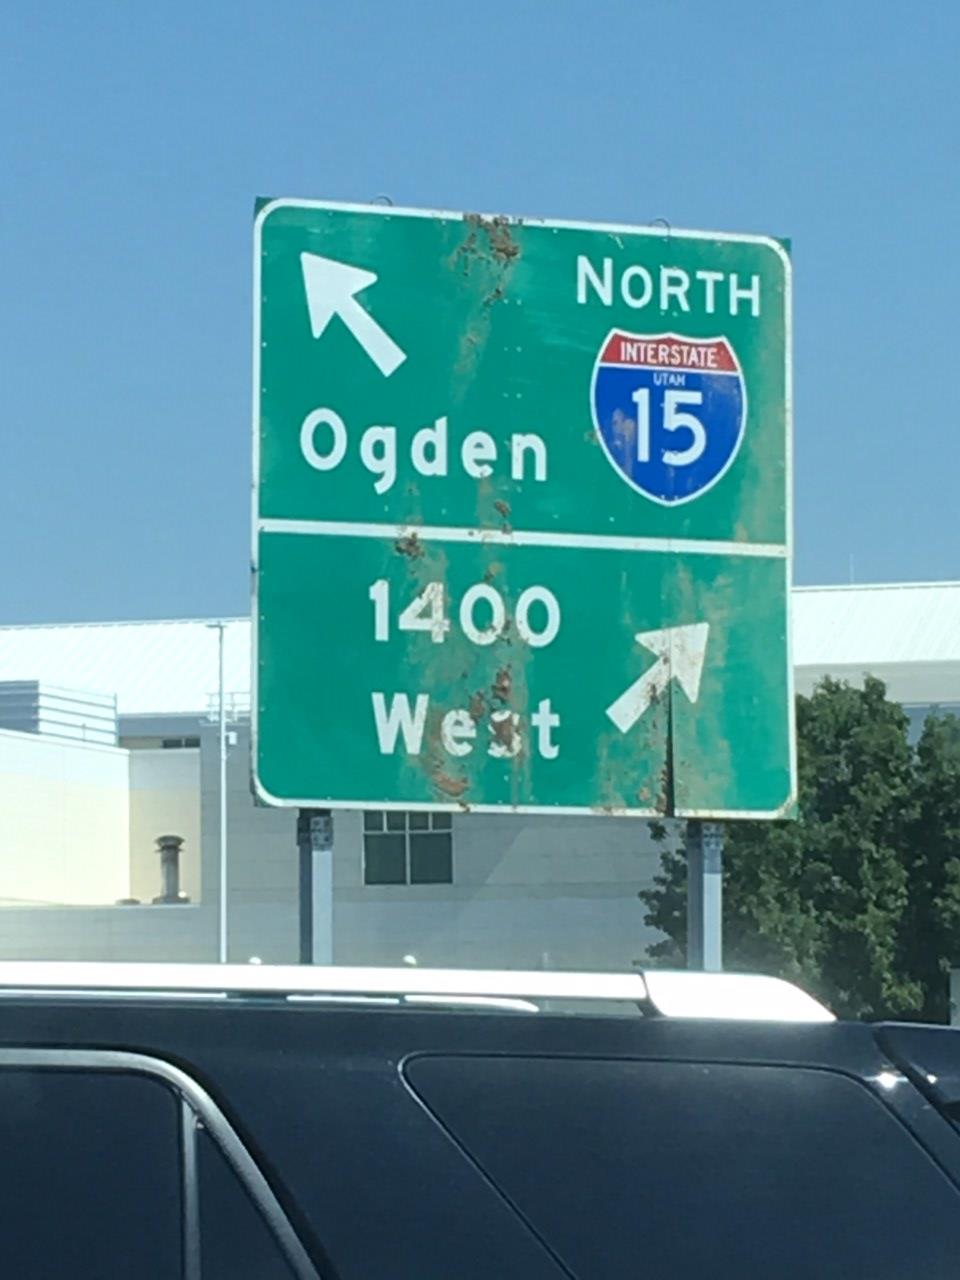 NORTH
INTERSTATE
UTAH
15
Ogden
1400
West